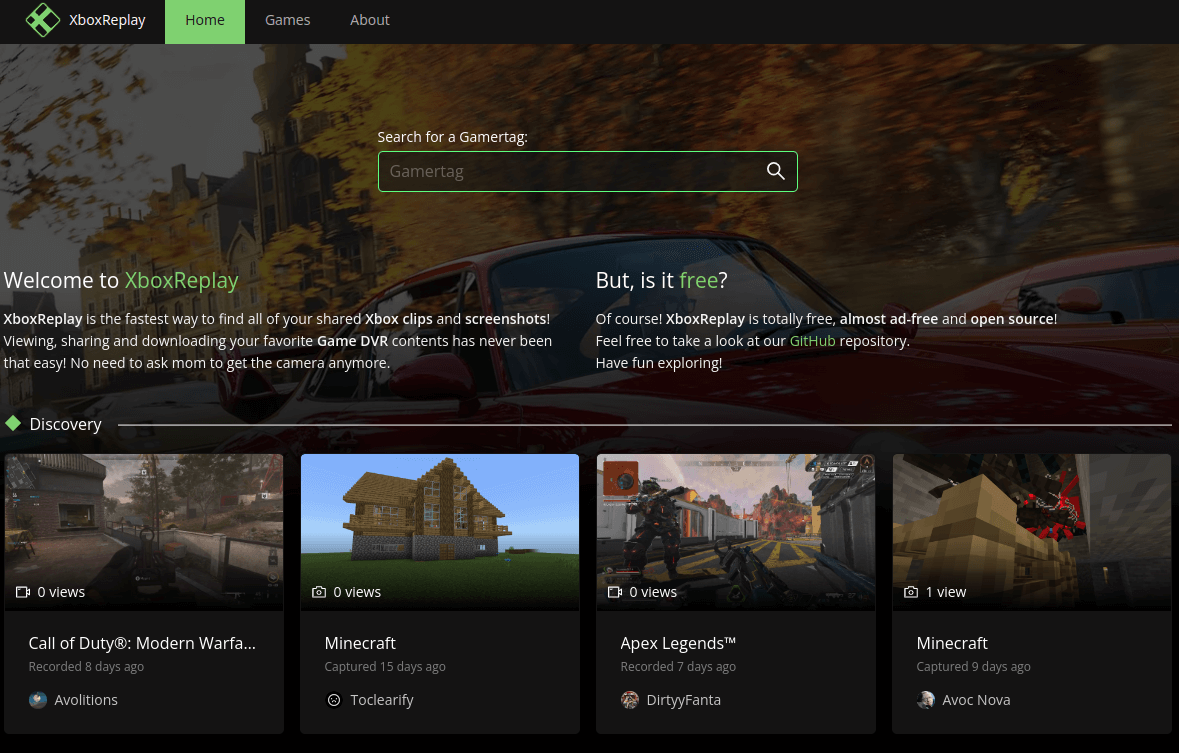 XboxReplay Home Games About
Search for a Gamertag:
Gamertag
Welcome to XboxReplay
XboxReplay is the fastest way to find all of your shared Xbox clips and screenshots!
Viewing, sharing and downloading your favorite Game DVR contents has never been
that easy! No need to ask mom to get the camera anymore.
But, is it free?
Of course! XboxReplay is totally free, almost ad-free and open source!
Feel free to take a look at our GitHub repository.
Have fun exploring!
Discovery
0 views
Call of Duty®: Modern Warfa...
Recorded 8 days ago
Avolitions
0 views
Minecraft
Captured 15 days ago
Toclearify
0 views
Apex Legends™
Recorded 7 days ago
DirtyyFanta
1 view
Minecraft
Captured 9 days ago
Avoc Nova